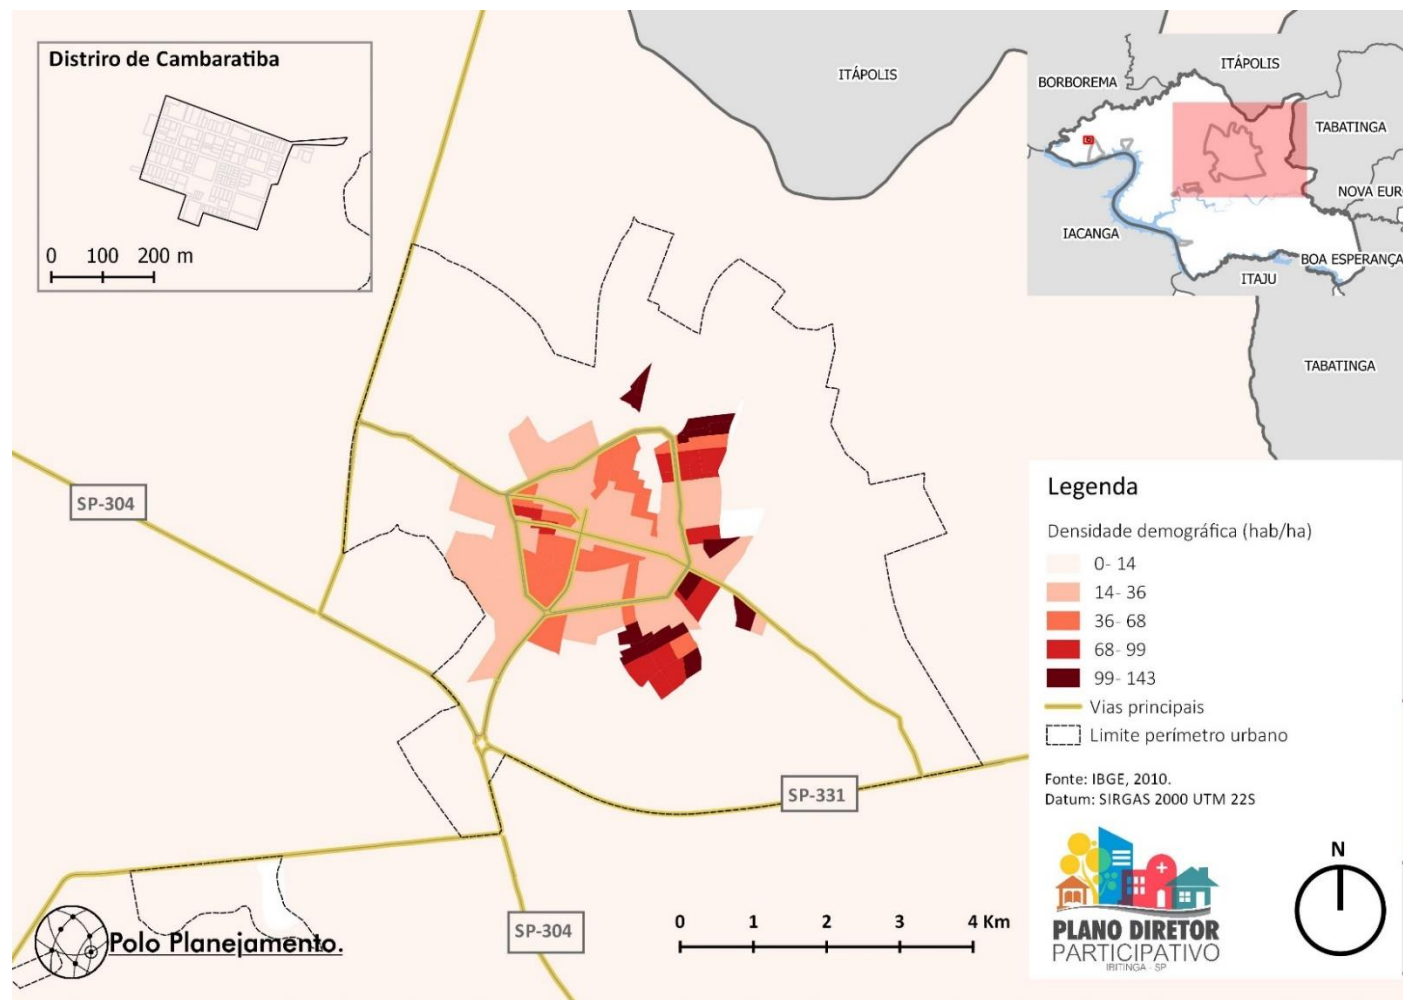 Distriro de Cambaratiba
0 100 200 m
ITÁPOLIS
BORBOREMA
ITÁPOLIS
TABATINGA
NOVA EURO
IACANGA
BOA ESPERANÇA
ITAJU
TABATINGA
SP-304
SP-331
SP-304
Legenda
Densidade demográfica (hab/ha)
0- 14
14- 36
36- 68
68- 99
99- 143
Vias principais
Limite perímetro urbano
Fonte: IBGE, 2010.
Datum: SIRGAS 2000 UTM 22S
PLANO DIRETOR
PARTICIPATIVO
IBITINGA - SP
N
0 1 2 3 4 Km
Polo Planejamento.